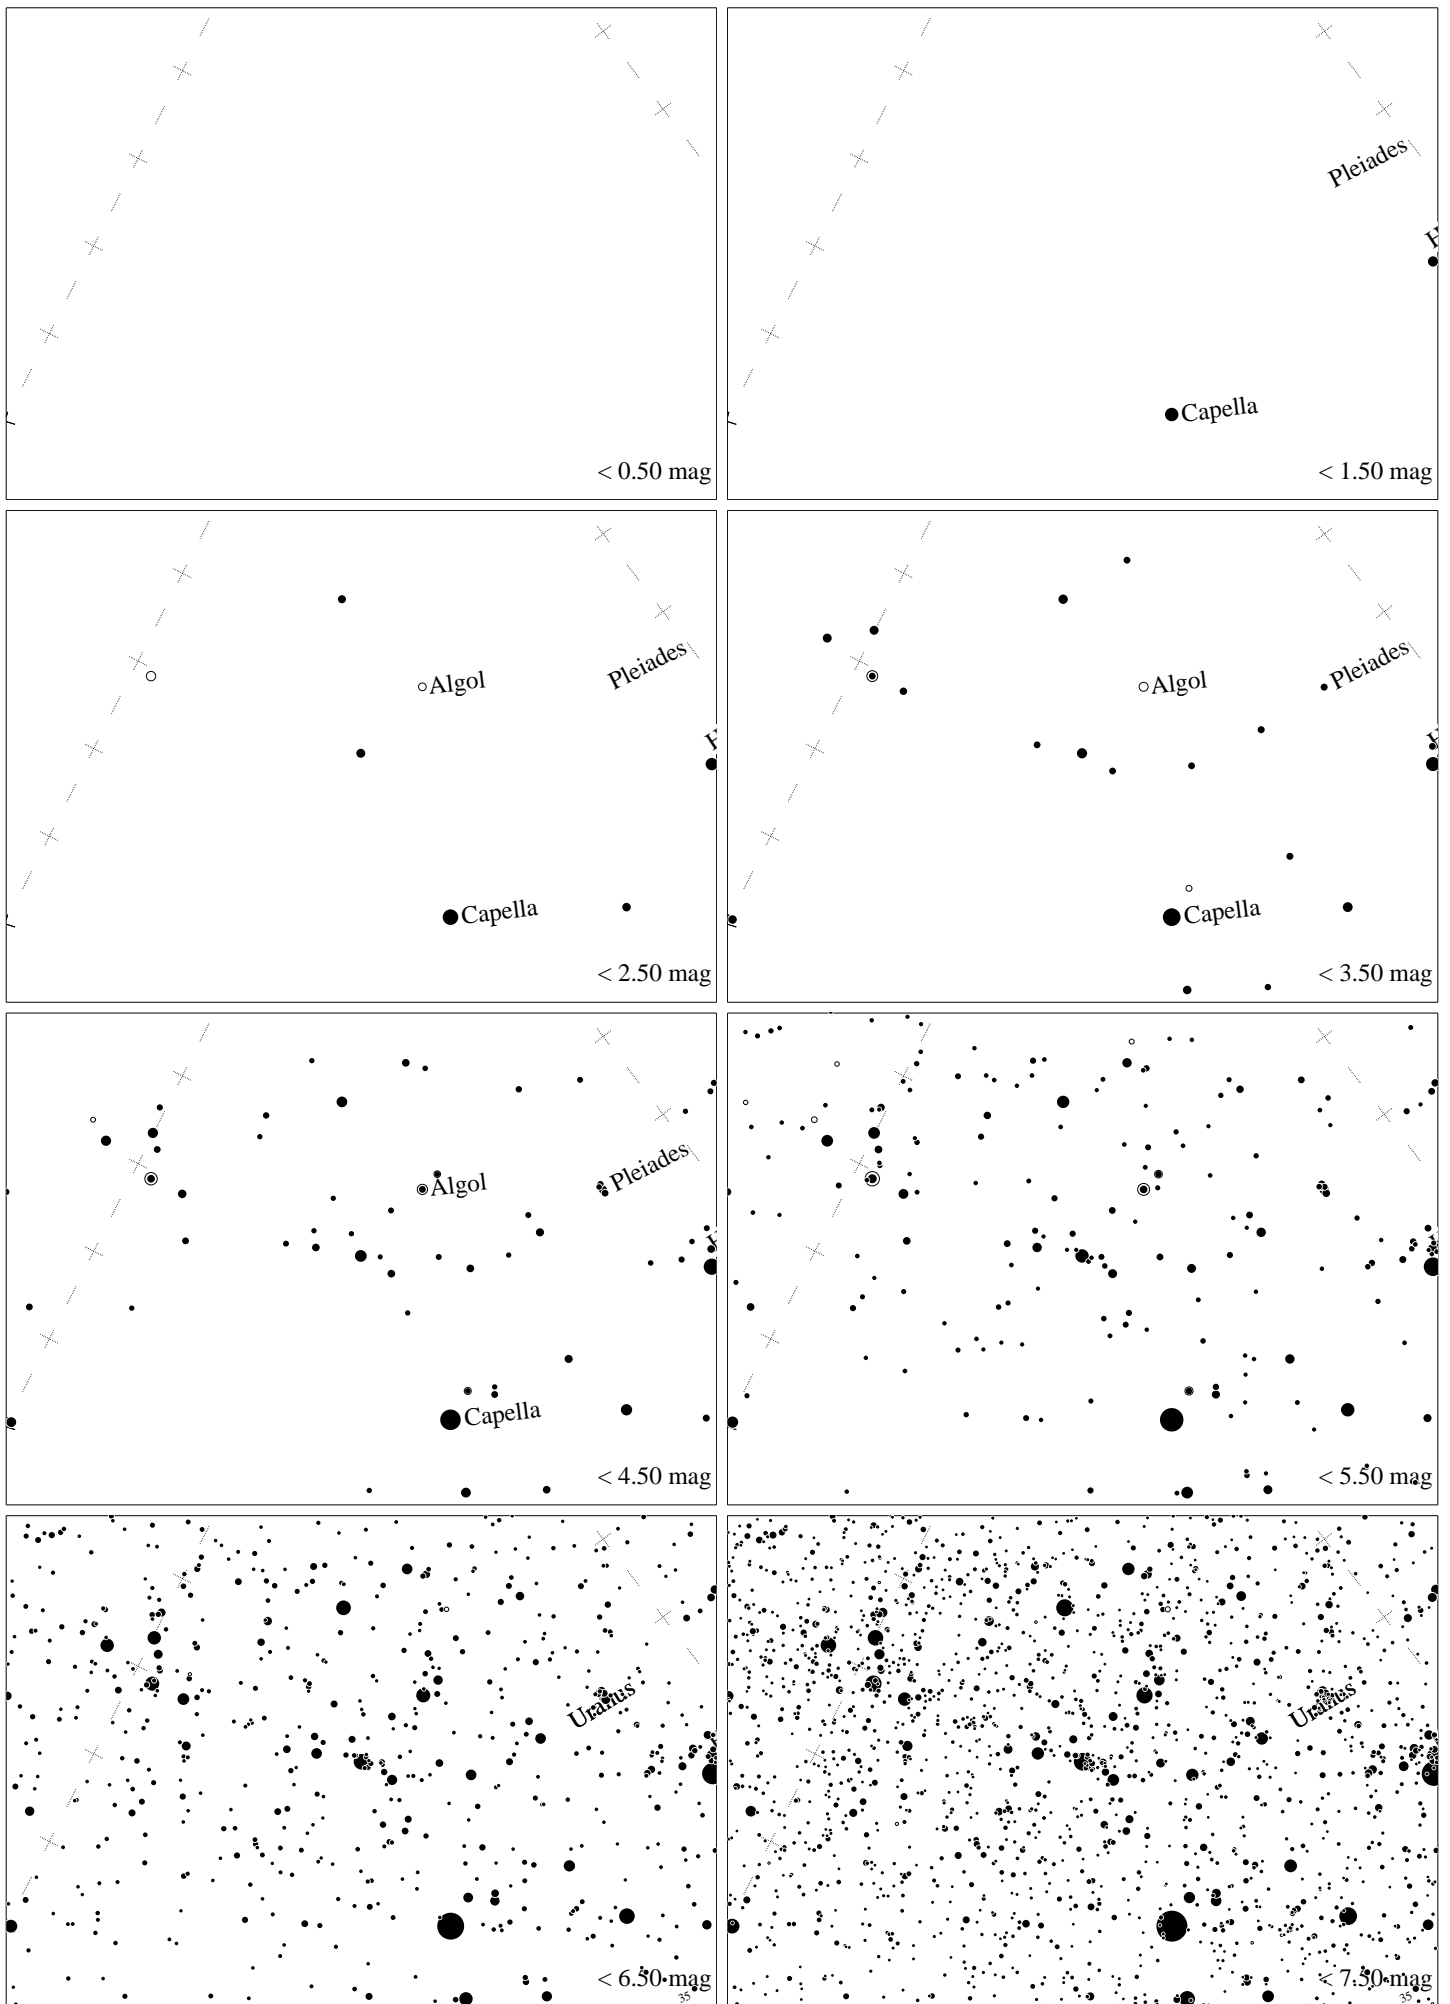 < 0.50 mag
Pleiades
H
Capella
< 1.50 mag
Algol
Pleiades
H
Capella
< 2.50 mag
Algol
Pleiades
H
Capella
< 3.50 mag
Algol
Pleiades
Capella
< 4.50 mag
< 5.50 mag
Uranus
< 6.50 mag
35
Uranus
< 7.50 mag
35